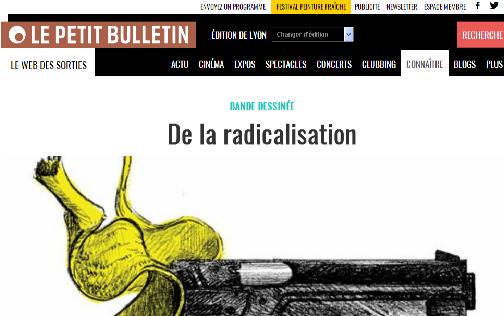 ENVOYEZ UN PROGRAMME FESTIVAL PEINTURE FRAÎCHE PUBLICITÉ NEWSLETTER ESPACE MEMBRE
LE PETIT BULLETIN ÉDITION DE LYON Changer d'édition RECHERCHE
LE WEB DES SORTIES ACTU CINÉMA EXPOS SPECTACLES CONCERTS CLUBBING CONNAÎTRE BLOGS PLUS
BANDE DESSINÉE
De la radicalisation